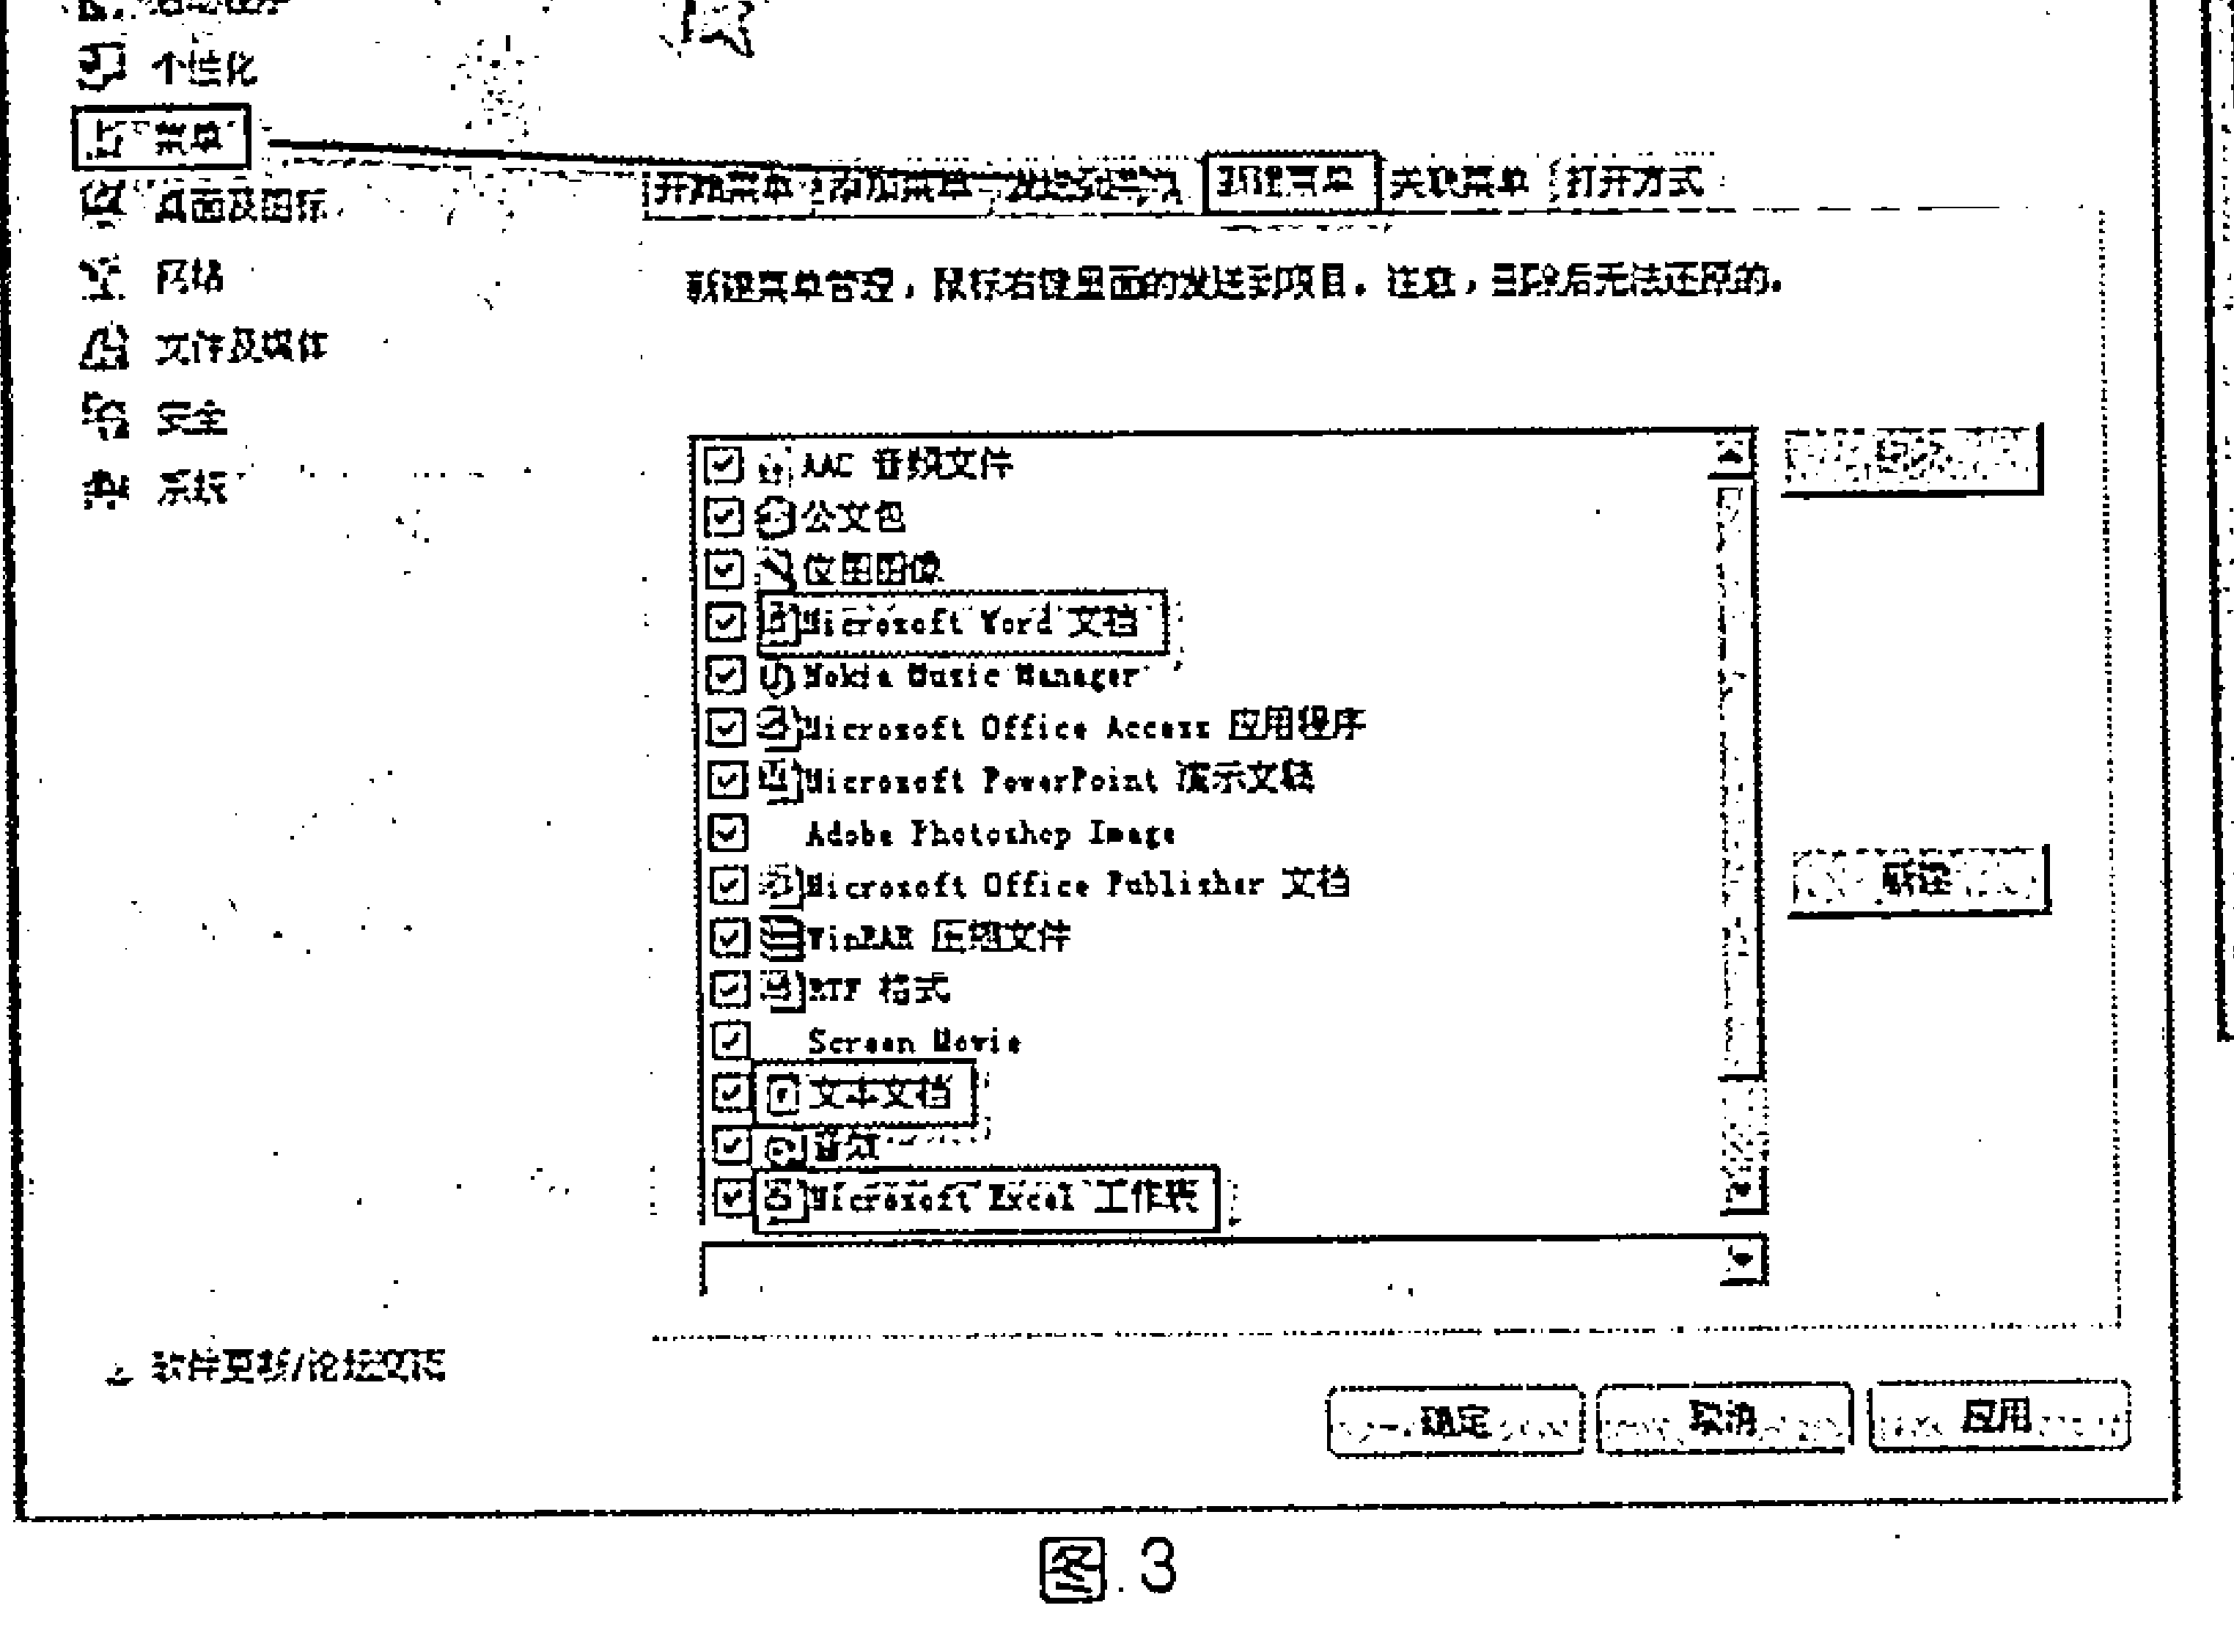 个性化
菜单
开始菜单 添加菜单 发送到菜单 新建菜单 关联菜单 打开方式
桌面及图标
网络
新建菜单管理，鼠标右键里面的发送到项目。注意，删除后无法还原的。
文件及媒体
安全
系统
AAC 音频文件
公文包
位图图像
Microsoft Word 文档
Nokia Music Manager
Microsoft Office Access 应用程序
Microsoft PowerPoint 演示文稿
Adobe Photoshop Image
Microsoft Office Publisher 文档
新建
WinRAR 压缩文件
RTF 格式
Screen Movie
文本文档
Microsoft Excel 工作表
软件更新/论坛交流
确定 取消 应用
图.3